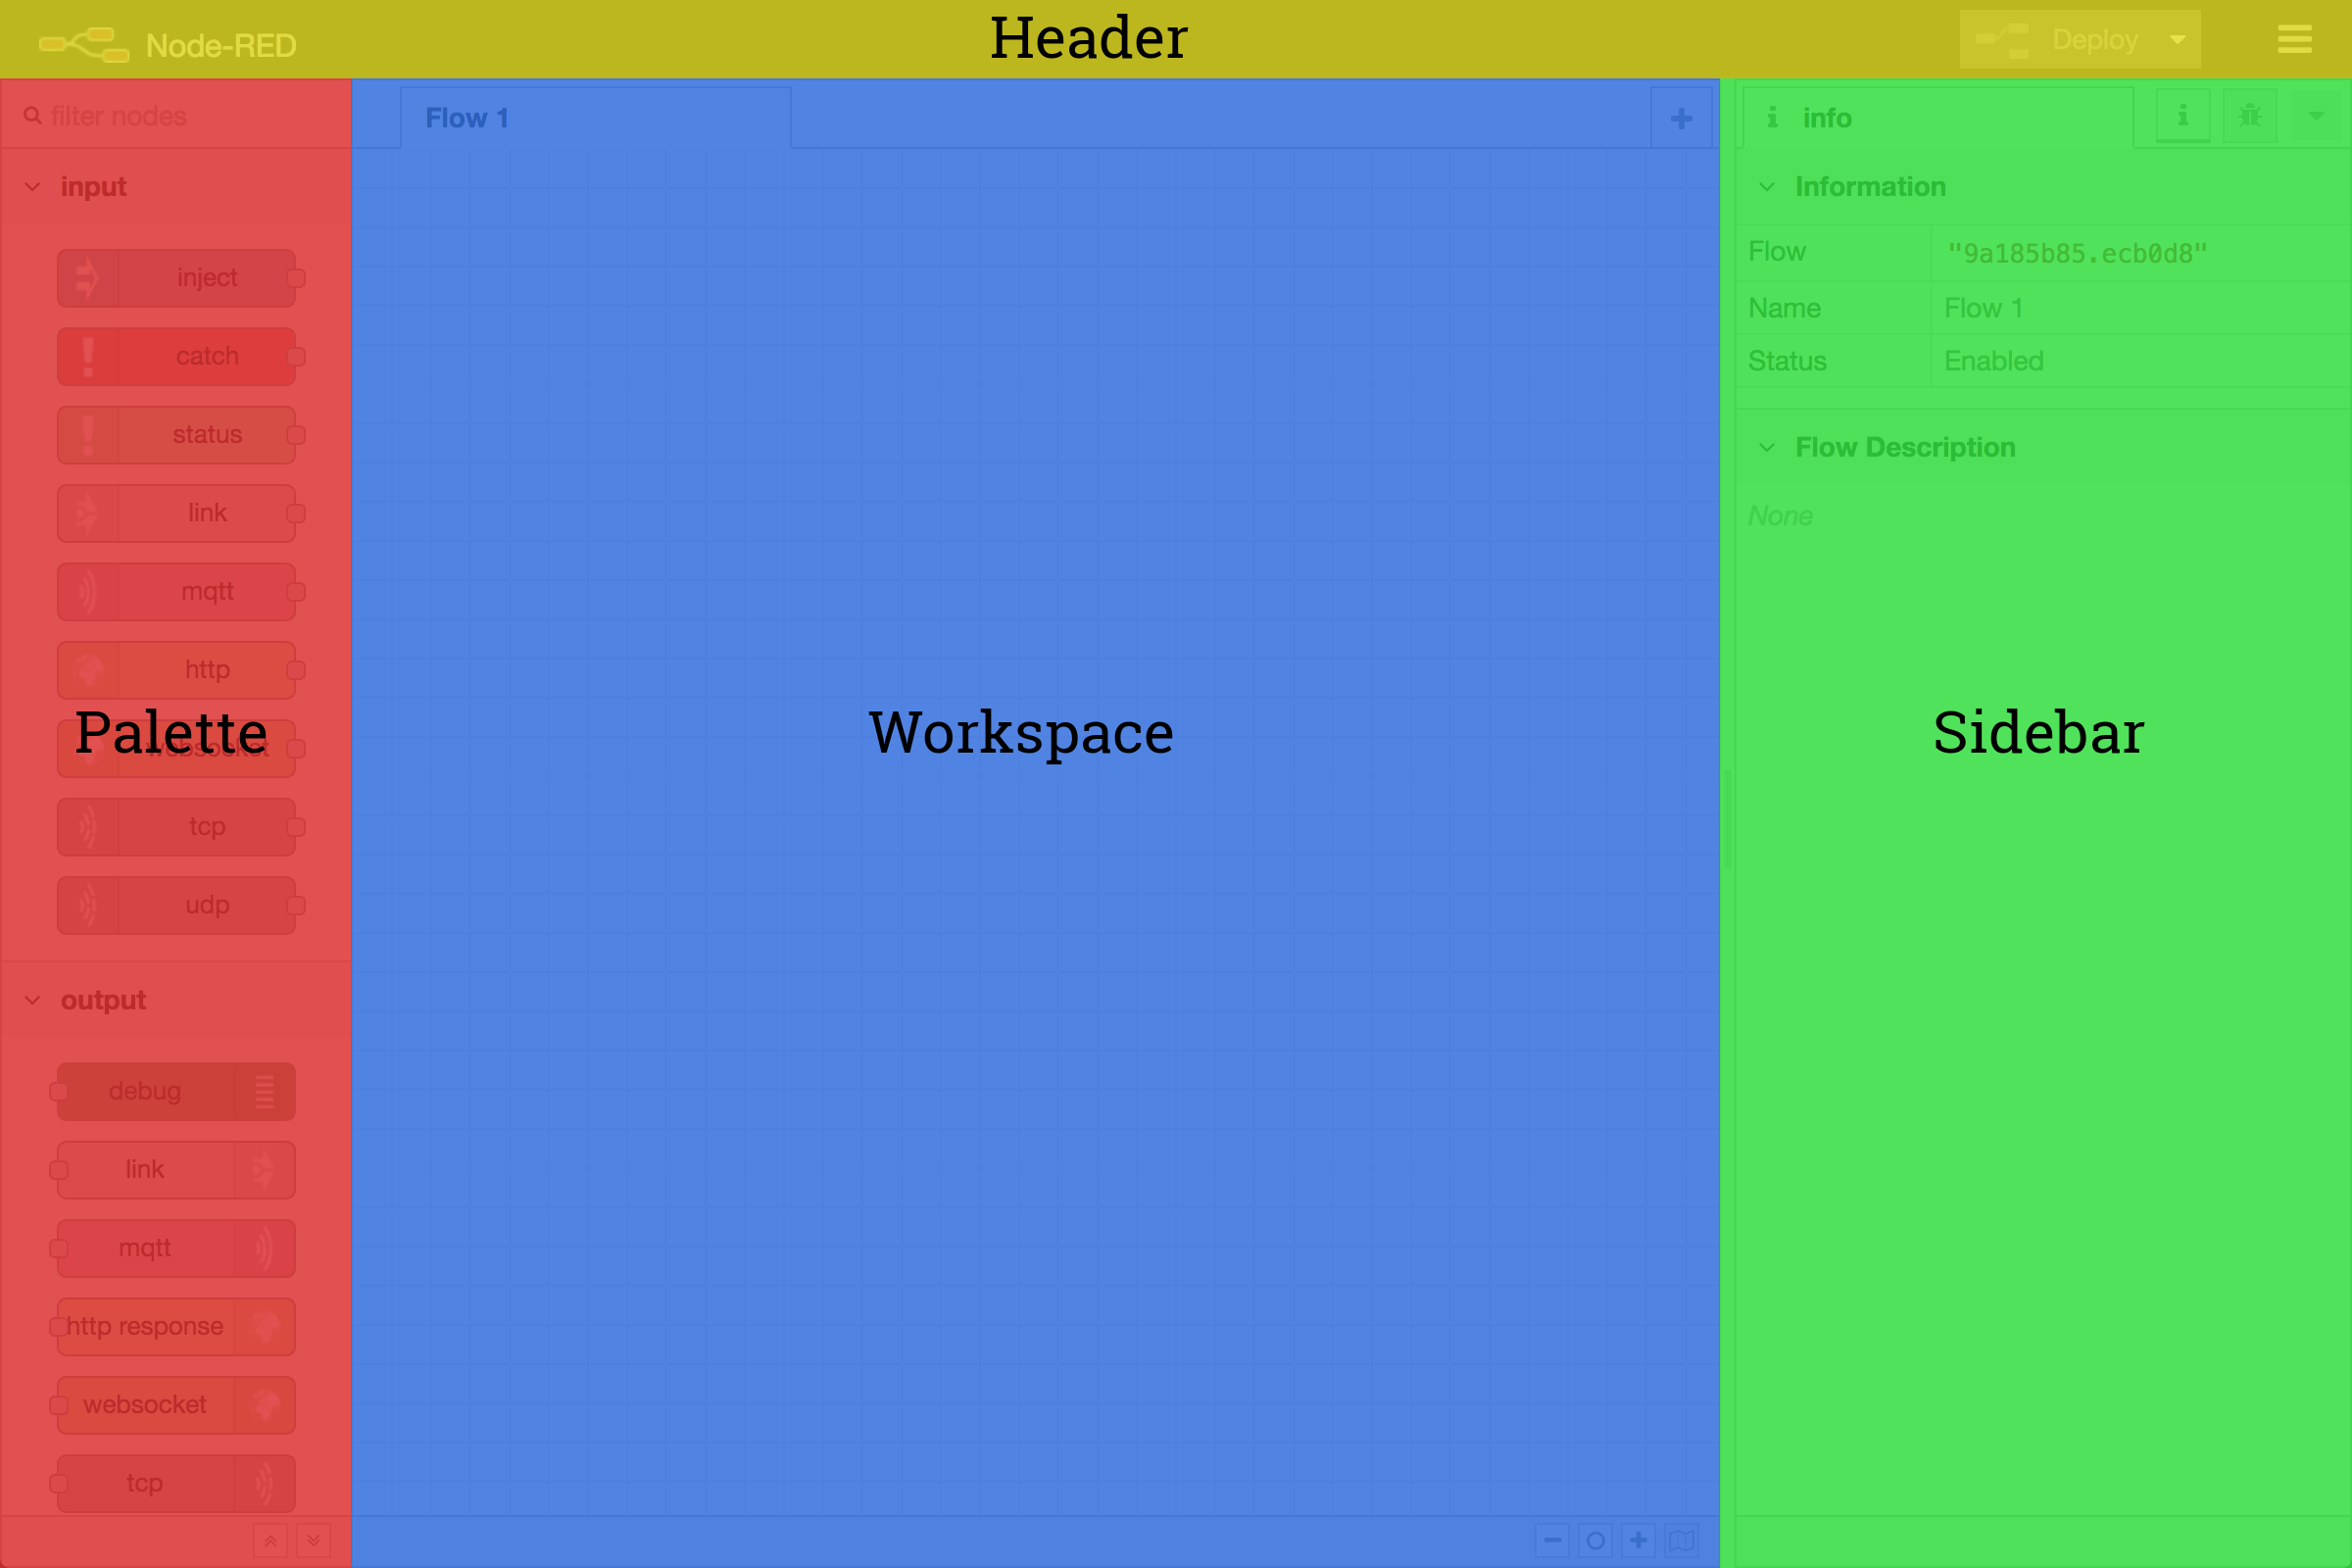 Node-RED
Header
Deploy
filter nodes
input
inject
catch
status
link
mqtt
http
websocket
Palette
tcp
udp
output
debug
link
mqtt
http response
websocket
tcp
Flow 1
Workspace
info
Information
Flow "9a185b85.ecb0d8"
Name Flow 1
Status Enabled
Flow Description
None
Sidebar